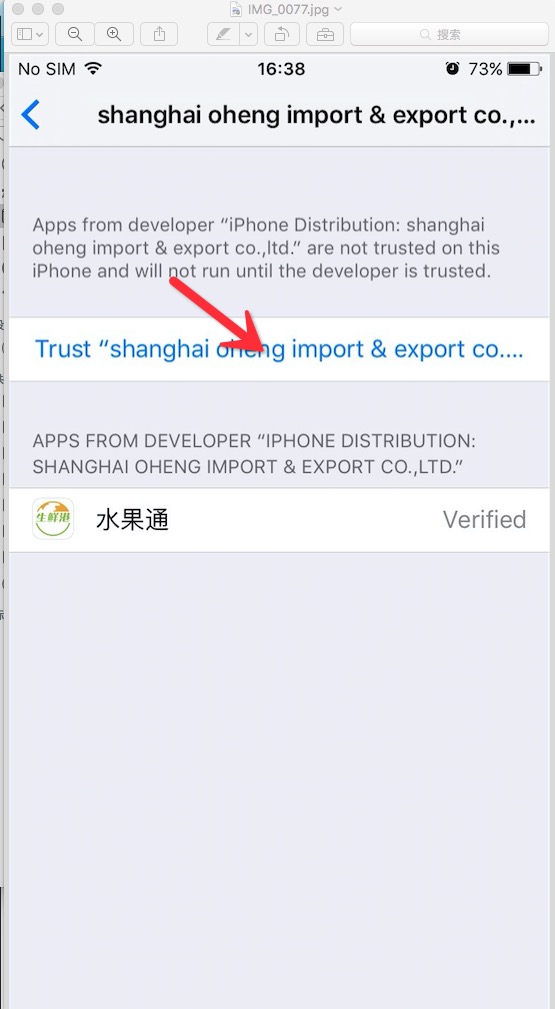 IMG_0077.jpg
搜索
No SIM 16:38 73%
shanghai oheng import & export co.,...
Apps from developer “iPhone Distribution: shanghai
oheng import & export co.,ltd.” are not trusted on this
iPhone and will not run until the developer is trusted.
Trust “shanghai oheng import & export co....
APPS FROM DEVELOPER “IPHONE DISTRIBUTION:
SHANGHAI OHENG IMPORT & EXPORT CO.,LTD.”
生鲜港
水果通 Verified